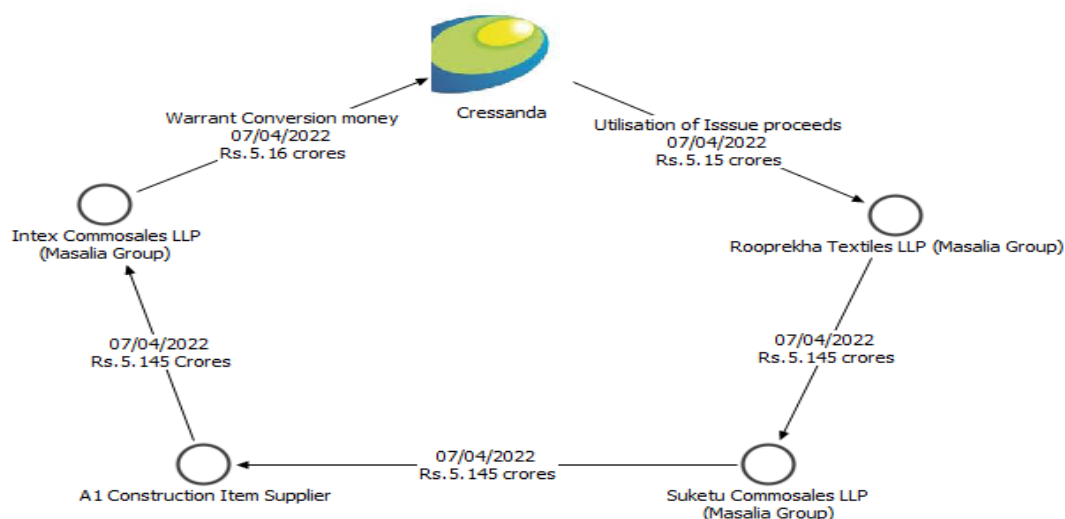 Cressanda
Warrant Conversion money
07/04/2022
Rs.5.16 crores
Utilisation of Isssue proceeds
07/04/2022
Rs.5.15 crores
Intex Commosales LLP
(Masalia Group)
Rooprekha Textiles LLP (Masalia Group)
07/04/2022
Rs.5.145 Crores
07/04/2022
Rs.5.145 crores
07/04/2022
Rs.5.145 crores
A1 Construction Item Supplier
Suketu Commosales LLP
(Masalia Group)